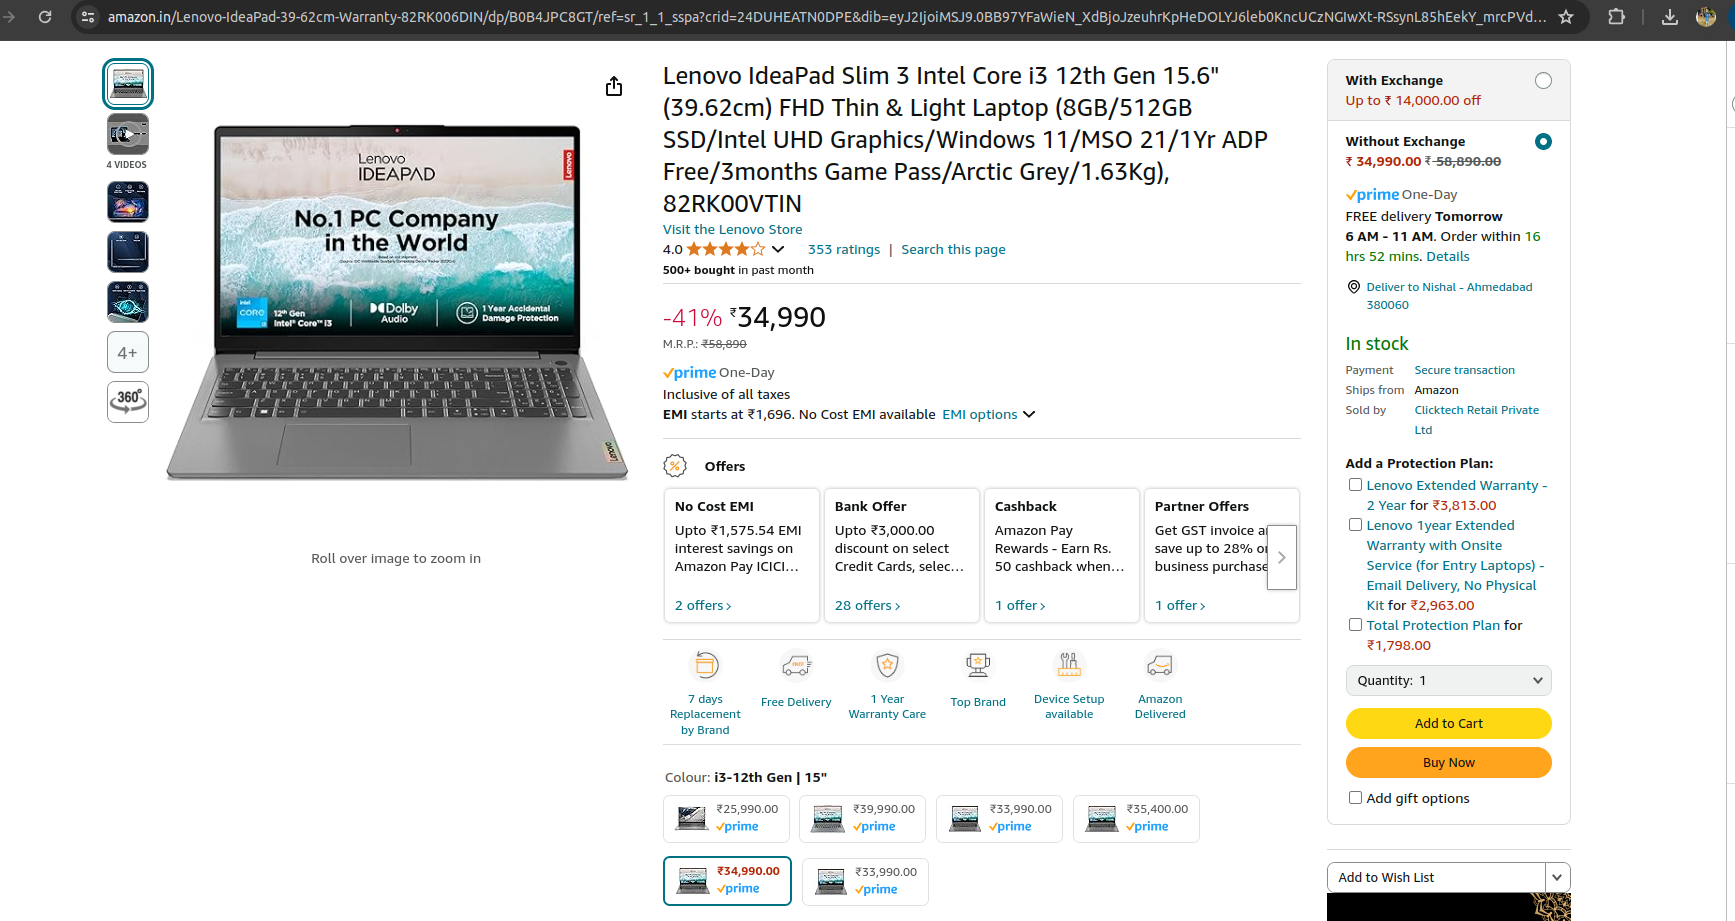 amazon.in/Lenovo-IdeaPad-39-62cm-Warranty-82RK006DIN/dp/B0B4JPC8GT/ref=sr_1_1_sspa?crid=24DUHEATN0DPE&dib=eyJ2IjoiMSJ9.0BB97YFaWieN_XdBjoJzeuhrKpHeDOLYJ6leb0KncUCzNGIwXt-RSsynL85hEekY_mrcPVd...
4 VIDEOS
4+
360°
Lenovo
IDEAPAD
Lenovo
No.1 PC Company
in the World
intel
CORE
12th Gen
Intel® Core™ i3
Dolby
Audio
1 Year Accidental
Damage Protection
LENOVO
Roll over image to zoom in
Lenovo IdeaPad Slim 3 Intel Core i3 12th Gen 15.6"
(39.62cm) FHD Thin & Light Laptop (8GB/512GB
SSD/Intel UHD Graphics/Windows 11/MSO 21/1Yr ADP
Free/3months Game Pass/Arctic Grey/1.63Kg),
82RK00VTIN
Visit the Lenovo Store
4.0 353 ratings | Search this page
500+ bought in past month
-41% ₹34,990
M.R.P.: ₹58,890
prime One-Day
Inclusive of all taxes
EMI starts at ₹1,696. No Cost EMI available EMI options
Offers
No Cost EMI
Upto ₹1,575.54 EMI
interest savings on
Amazon Pay ICICI...
2 offers
Bank Offer
Upto ₹3,000.00
discount on select
Credit Cards, selec...
28 offers
Cashback
Amazon Pay
Rewards - Earn Rs.
50 cashback when...
1 offer
Partner Offers
Get GST invoice
save up to 28%
business purchase
1 offer
7 days
Replacement
by Brand
Free Delivery
1 Year
Warranty Care
Top Brand
Device Setup
available
Amazon
Delivered
Colour: i3-12th Gen | 15"
₹25,990.00
prime
₹39,990.00
prime
₹33,990.00
prime
₹35,400.00
prime
₹34,990.00
prime
₹33,990.00
prime
With Exchange
Up to ₹ 14,000.00 off
Without Exchange
₹ 34,990.00 ₹ 58,890.00
prime One-Day
FREE delivery Tomorrow
6 AM - 11 AM. Order within 16
hrs 52 mins. Details
Deliver to Nishal - Ahmedabad
380060
In stock
Payment Secure transaction
Ships from Amazon
Sold by Clicktech Retail Private
Ltd
Add a Protection Plan:
Lenovo Extended Warranty -
2 Year for ₹3,813.00
Lenovo 1year Extended
Warranty with Onsite
Service (for Entry Laptops) -
Email Delivery, No Physical
Kit for ₹2,963.00
Total Protection Plan for
₹1,798.00
Quantity: 1
Add to Cart
Buy Now
Add gift options
Add to Wish List